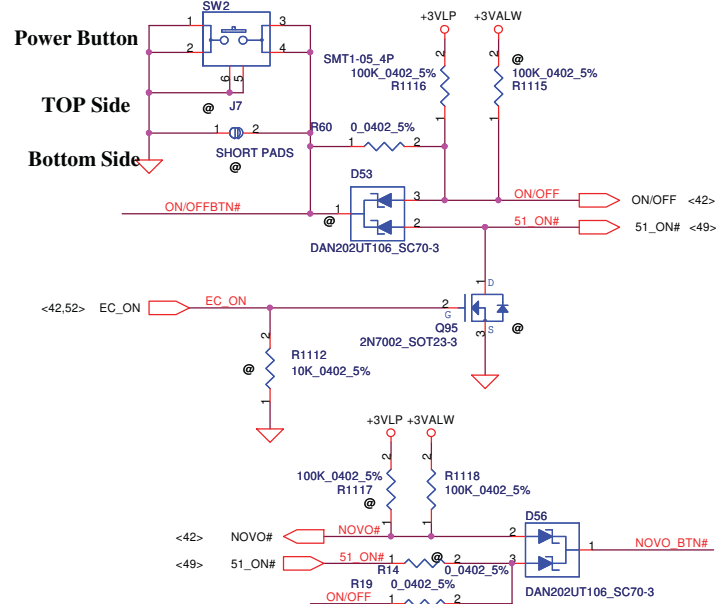 SW2
1 3
2 4
Power Button
6 5
TOP Side
@ J7
1 2
SHORT PADS
Bottom Side
@
+3VLP +3VALW
SMT1-05_4P
2 2 @
100K_0402_5% 100K_0402_5%
R1116 R1115
1 1
R60 0_0402_5%
1 2
D53
ON/OFFBTN# 1 3 ON/OFF ON/OFF <42>
@ 2 51_ON# 51_ON# <49>
DAN202UT106_SC70-3
1 D
<42,52> EC_ON EC_ON 2 G
Q95 3 S @
2N7002_SOT23-3
2
R1112
@ 10K_0402_5%
1
+3VLP +3VALW
2 2
100K_0402_5% R1118
R1117 100K_0402_5%
@
1 1
D56
<42> NOVO# NOVO# 2
1 NOVO_BTN#
<49> 51_ON# 51_ON# 1 @ 2 3
R14 0_0402_5%
R19 0_0402_5% DAN202UT106_SC70-3
ON/OFF 1 2